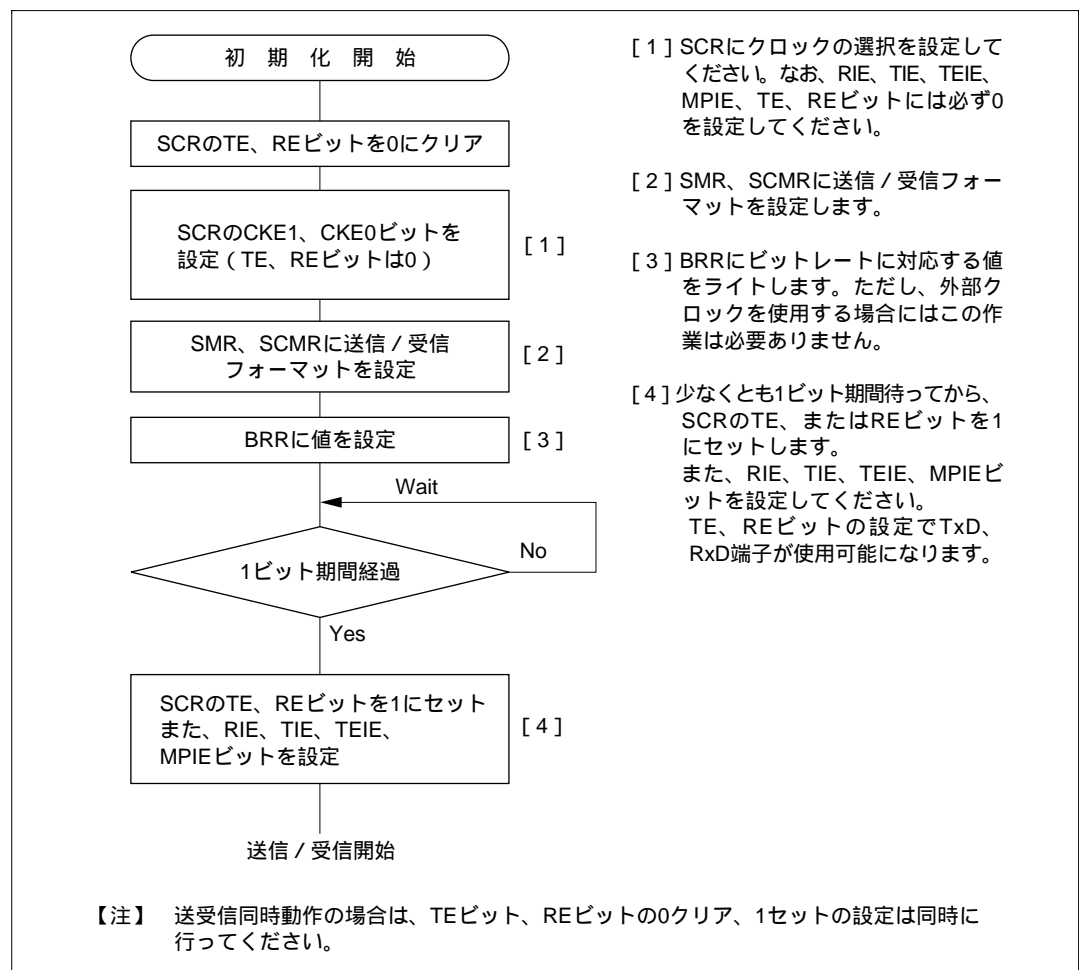 初期化開始
SCRのTE、REビットを0にクリア
SCRのCKE1、CKE0ビットを
設定（TE、REビットは0）
[1]
SMR、SCMRに送信／受信
フォーマットを設定
[2]
BRRに値を設定
[3]
Wait
1ビット期間経過
No
Yes
SCRのTE、REビットを1にセット
また、RIE、TIE、TEIE、
MPIEビットを設定
[4]
送信／受信開始
[1]SCRにクロックの選択を設定して
ください。なお、RIE、TIE、TEIE、
MPIE、TE、REビットには必ず0
を設定してください。
[2]SMR、SCMRに送信／受信フォー
マットを設定します。
[3]BRRにビットレートに対応する値
をライトします。ただし、外部ク
ロックを使用する場合にはこの作
業は必要ありません。
[4]少なくとも1ビット期間待ってから、
SCRのTE、またはREビットを1
にセットします。
また、RIE、TIE、TEIE、MPIEビ
ットを設定してください。
TE、REビットの設定でTxD、
RxD端子が使用可能になります。
【注】 送受信同時動作の場合は、TEビット、REビットの0クリア、1セットの設定は同時に
行ってください。